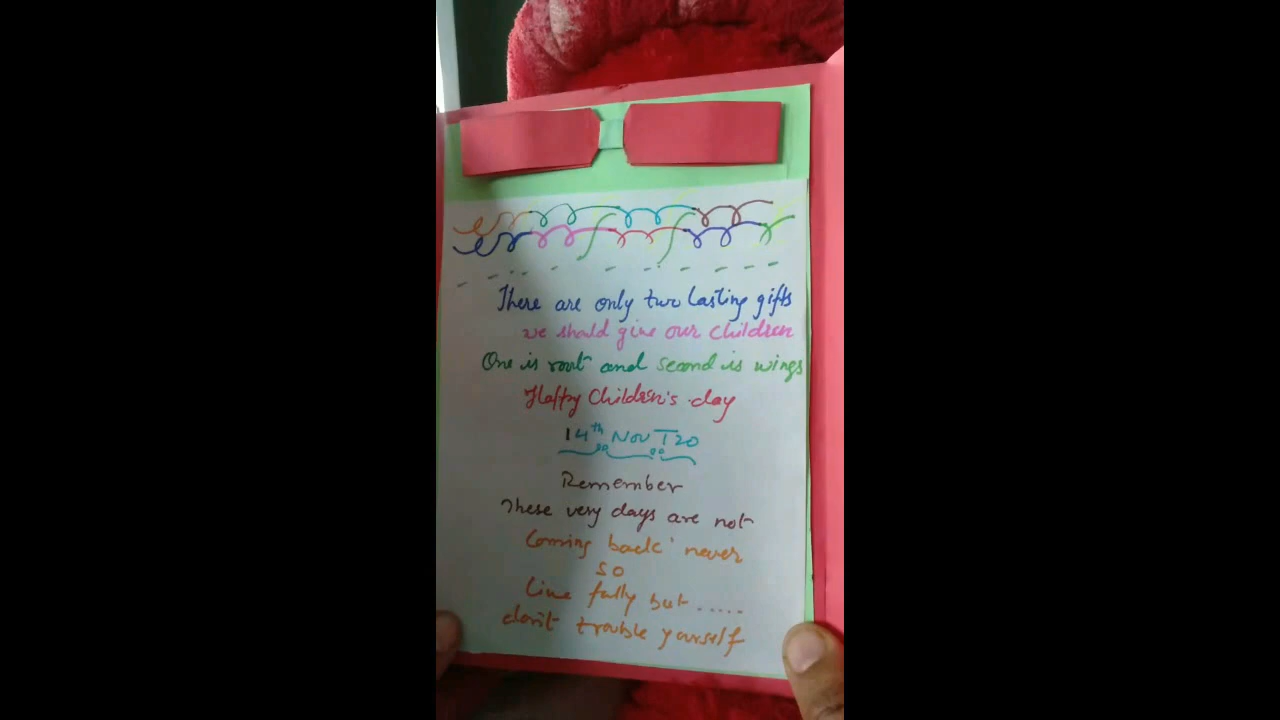 There are only two lasting gifts
we should give our children
One is root and second is wings
Happy Children's day
14th Nov T20
Remember
These very days are not
Coming back never
so
Live fully but .....
don't trouble yourself